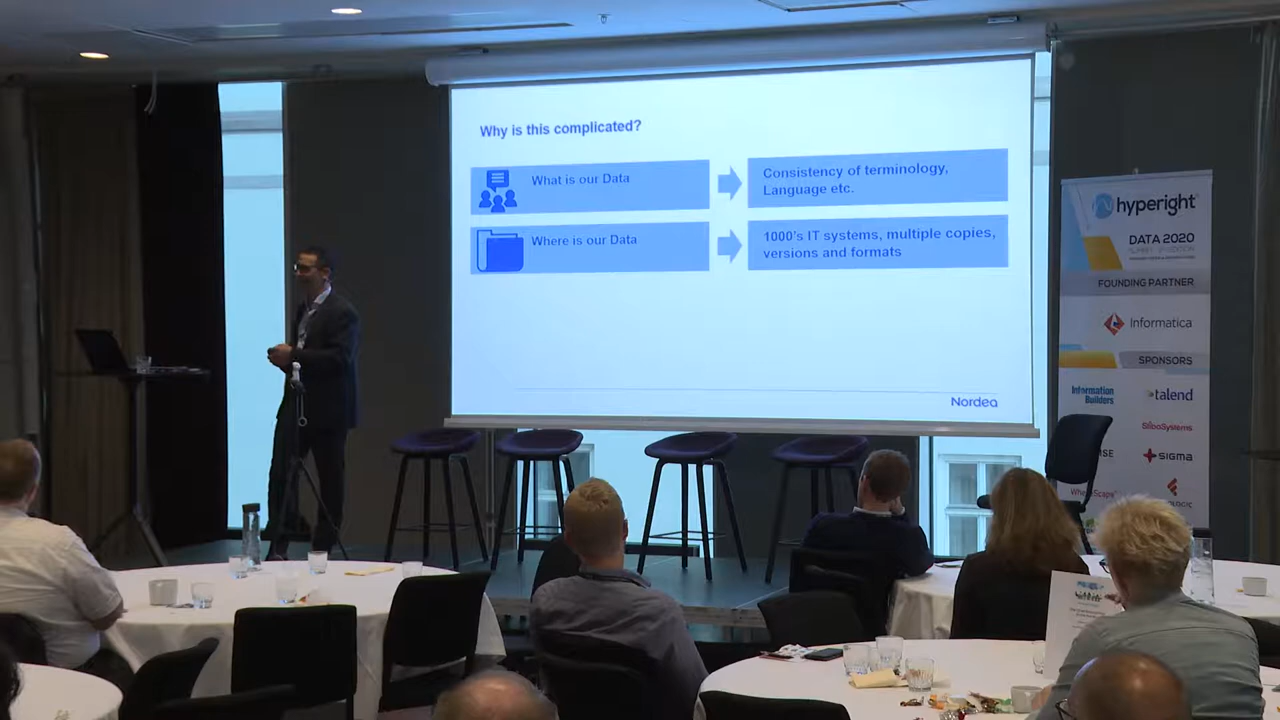 Why is this complicated?
What is our Data
Consistency of terminology,
Language etc.
Where is our Data
1000's IT systems, multiple copies,
versions and formats
Nordea
hyperight
DATA 2020
FOUNDING PARTNER
Informatica
SPONSORS
Information
Builders
talend
StiboSystems
SIGMA